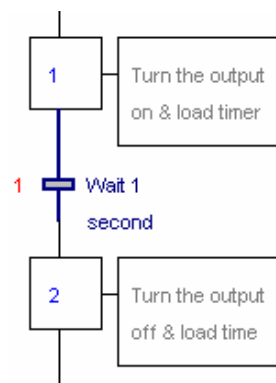 1
Turn the output
on & load timer
1
Wait 1
second
2
Turn the output
off & load time